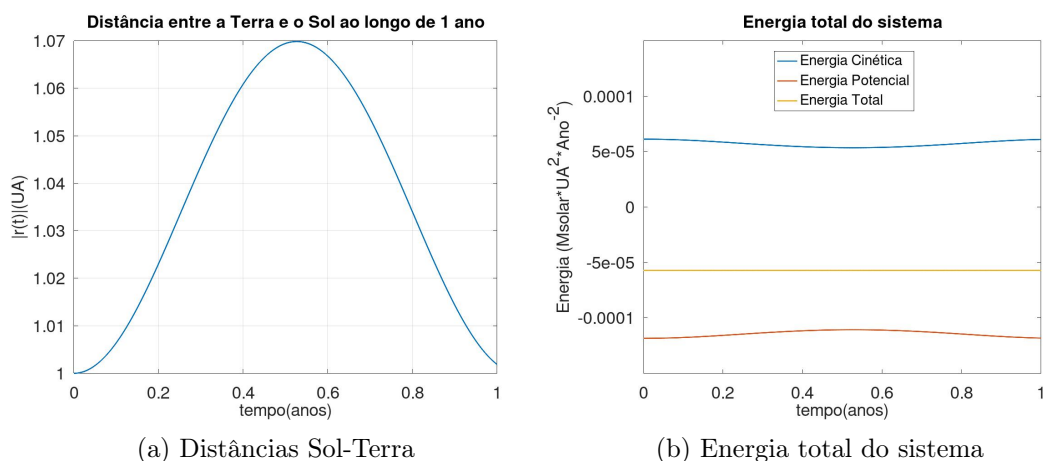 Distância entre a Terra e o Sol ao longo de 1 ano
1.07
1.06
1.05
1.04
1.03
1.02
1.01
1
|r(t)|(UA)
0
0.2
0.4
0.6
0.8
1
tempo(anos)
(a) Distâncias Sol-Terra
Energia total do sistema
Energia Cinética
Energia Potencial
Energia Total
0.0001
5e-05
0
-5e-05
-0.0001
Energia (Msolar*UA^2*Ano^-2)
0
0.2
0.4
0.6
0.8
1
tempo(anos)
(b) Energia total do sistema